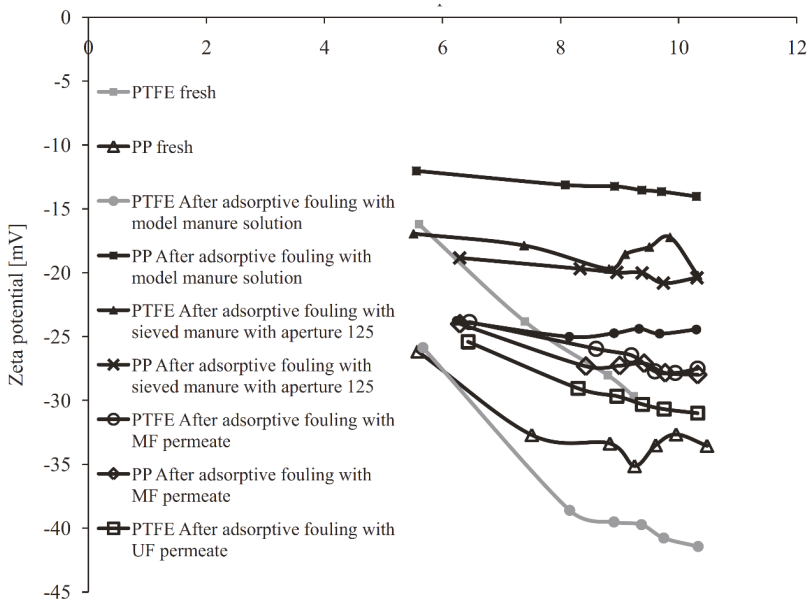 0
0
2
4
6
8
10
12
-5
-10
-15
-20
-25
-30
-35
-40
-45
Zeta potential [mV]
PTFE fresh
PP fresh
PTFE After adsorptive fouling with
model manure solution
PP After adsorptive fouling with
model manure solution
PTFE After adsorptive fouling with
sieved manure with aperture 125
PP After adsorptive fouling with
sieved manure with aperture 125
PTFE After adsorptive fouling with
MF permeate
PP After adsorptive fouling with
MF permeate
PTFE After adsorptive fouling with
UF permeate